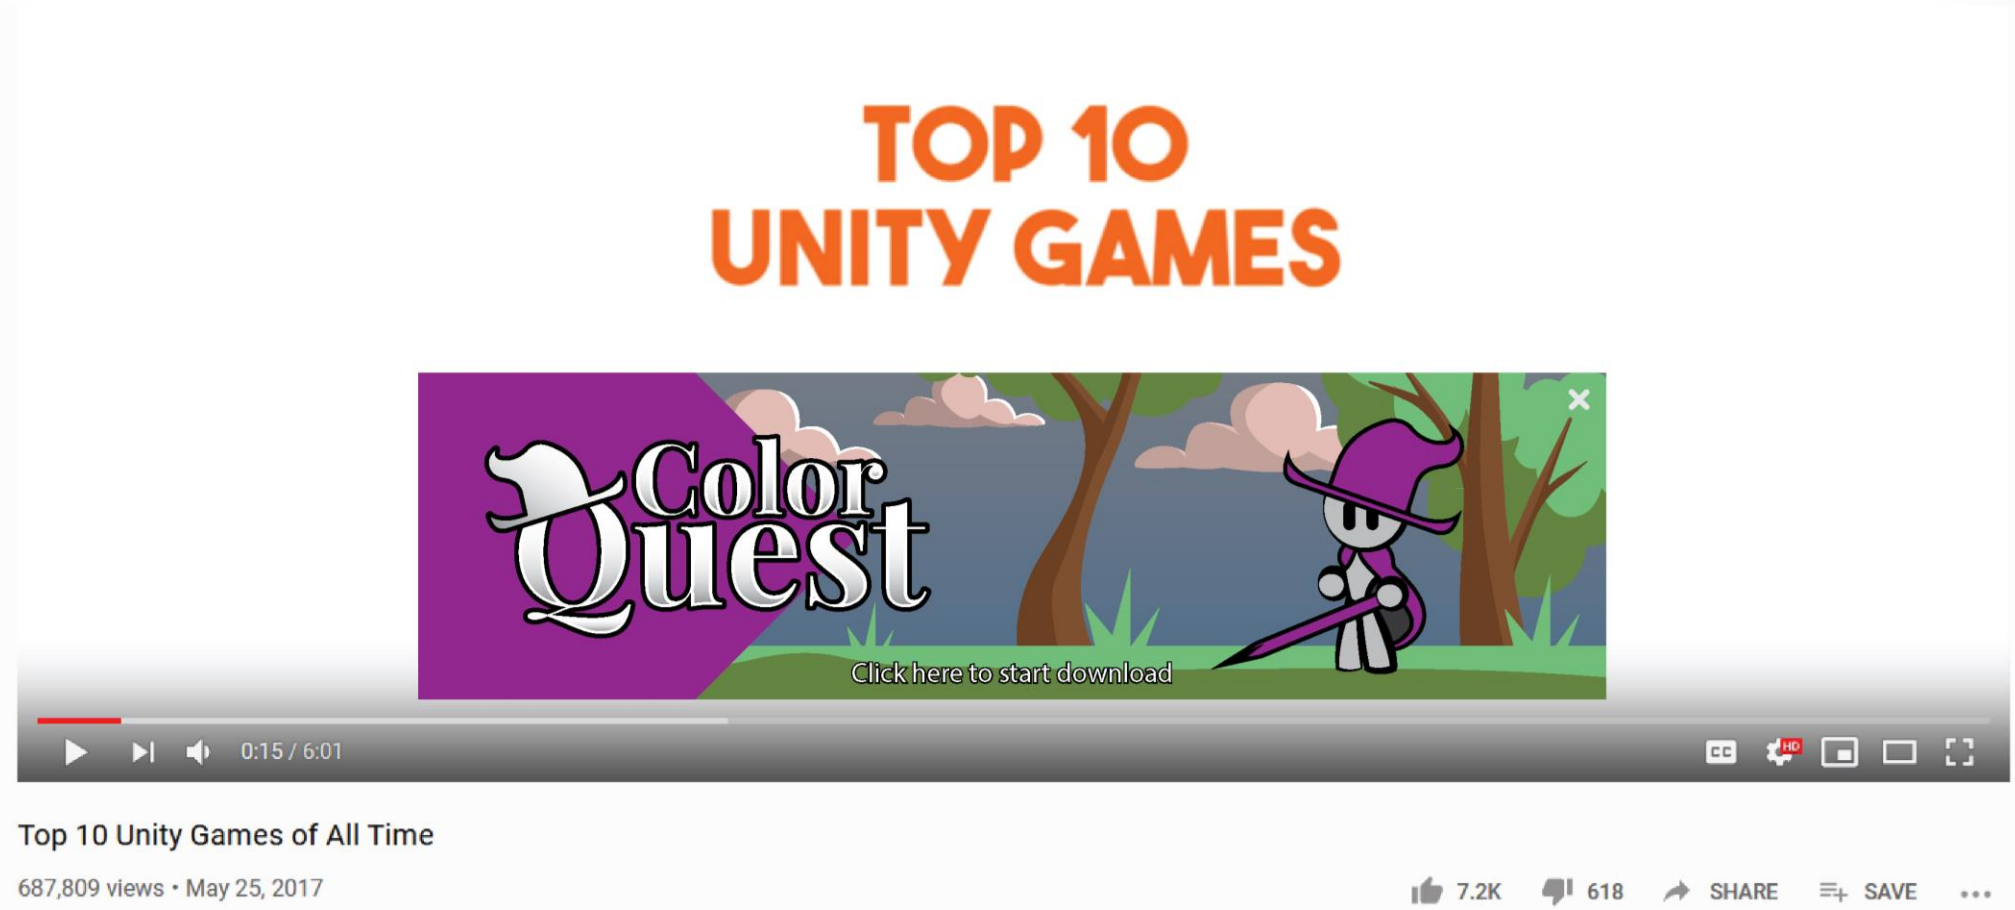 TOP 10
UNITY GAMES
Color
Quest
Click here to start download
0:15 / 6:01
CC
HD
Top 10 Unity Games of All Time
687,809 views • May 25, 2017
7.2K 618 SHARE SAVE